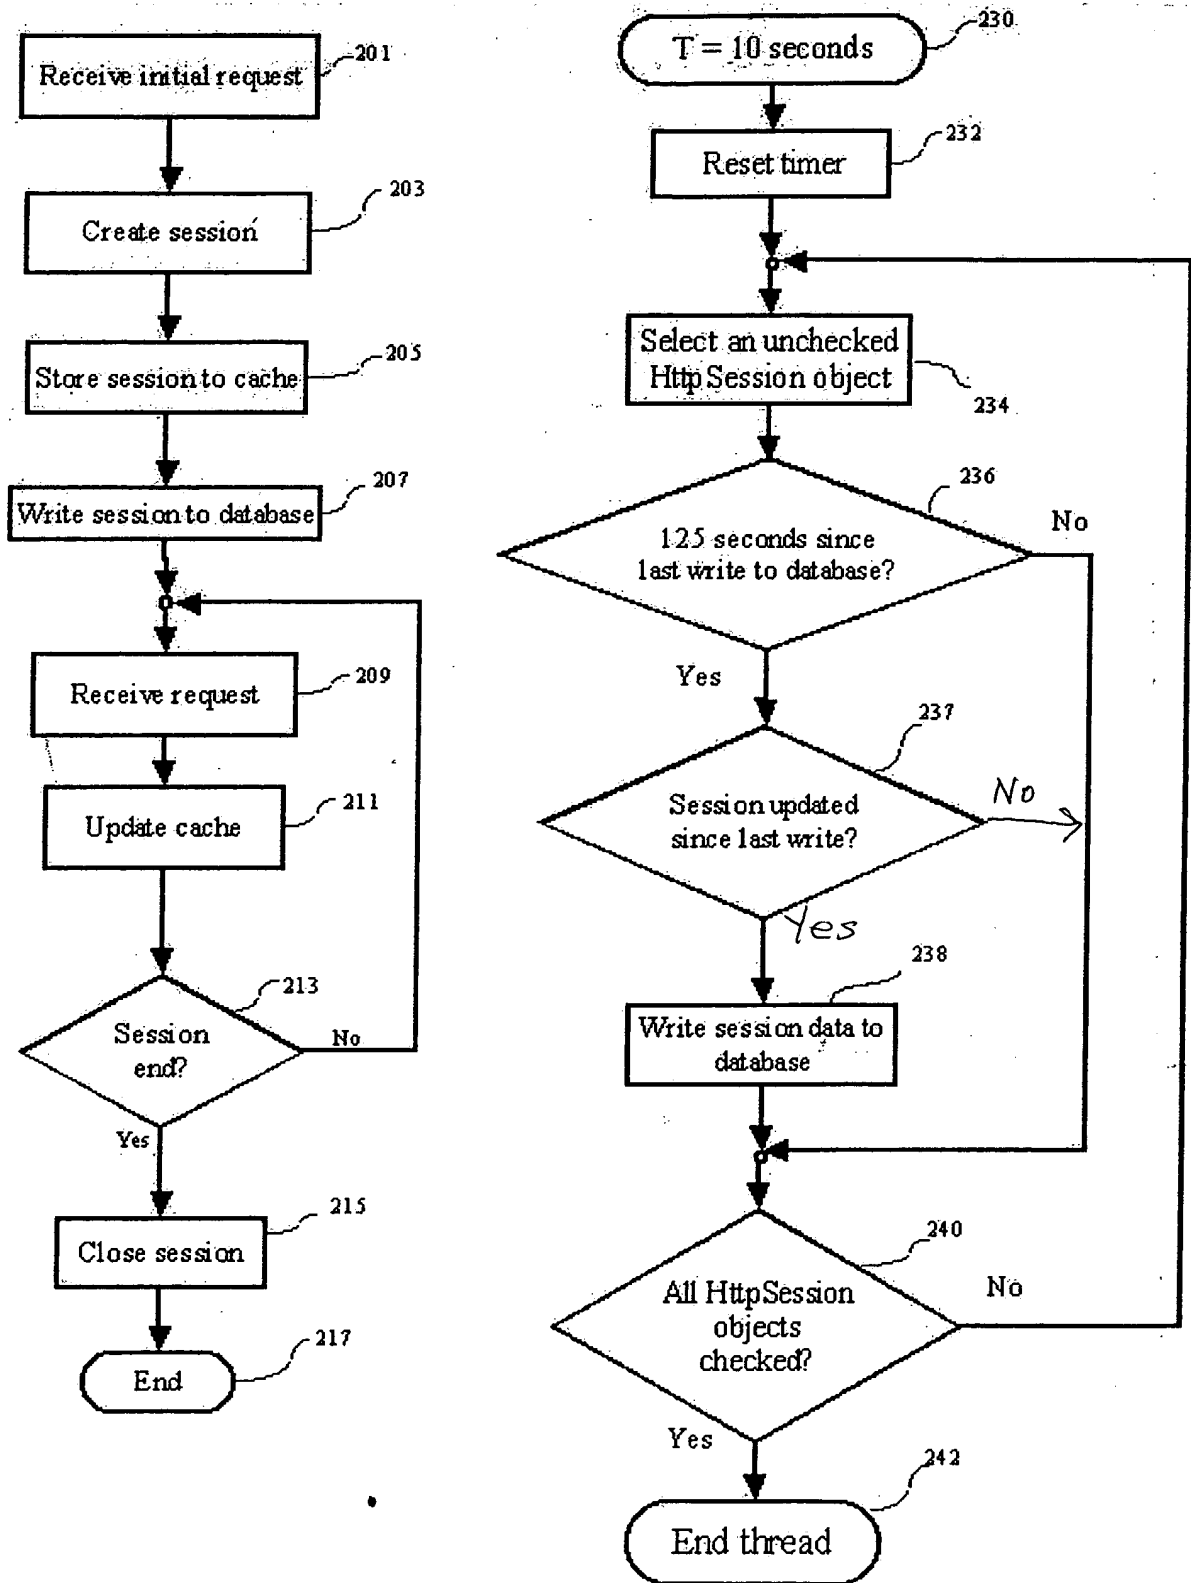 Receive initial request
201
Create session
203
Store session to cache
205
Write session to database
207
Receive request
209
Update cache
211
Session
end?
213
No
Yes
Close session
215
End
217
T = 10 seconds
230
Reset timer
232
Select an unchecked
HttpSession object
234
125 seconds since
last write to database?
236
No
Yes
Session updated
since last write?
237
No
Yes
Write session data to
database
238
All HttpSession
objects
checked?
240
No
Yes
End thread
242